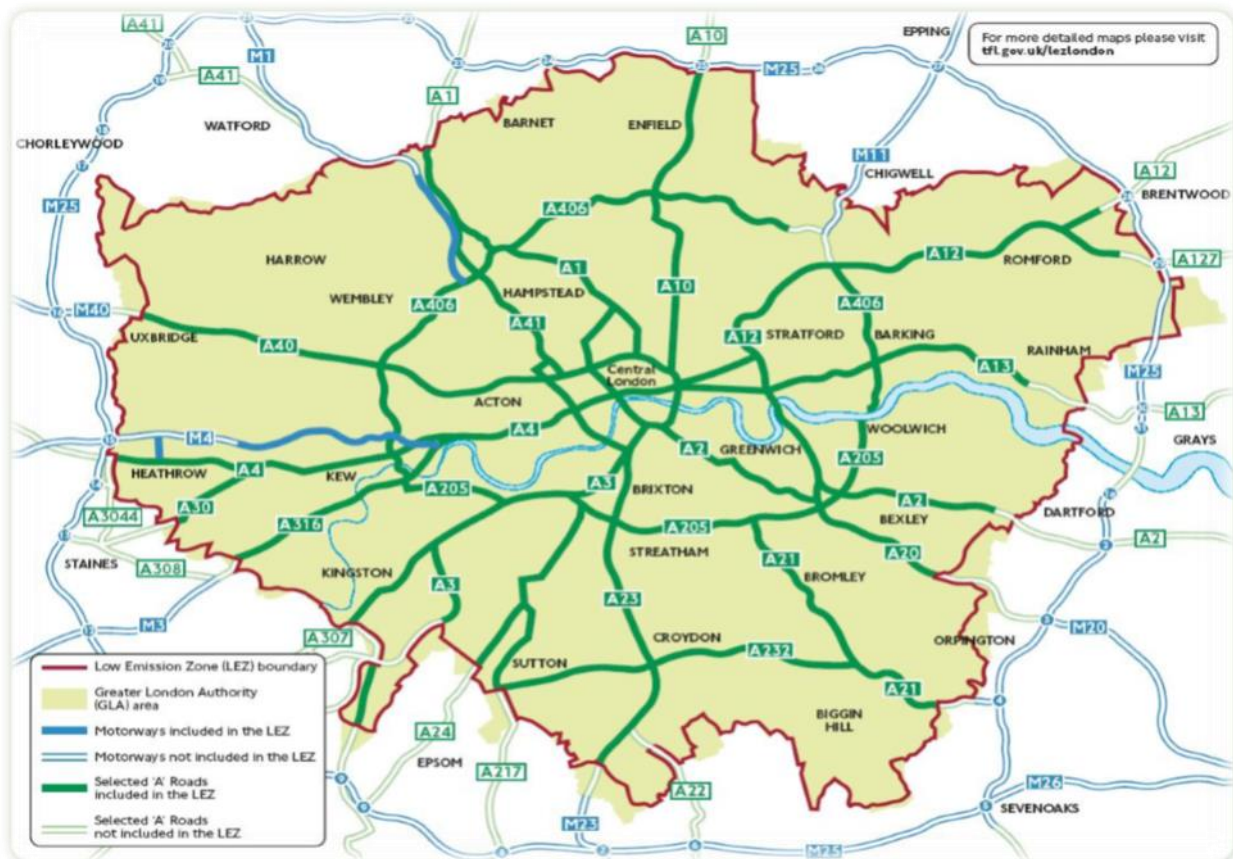 A41
M1
A10
EPPING
For more detailed maps please visit
tfl.gov.uk/lezlondon
A41
A1
M25
WATFORD
BARNET
ENFIELD
CHORLEYWOOD
M11
CHIGWELL
A12
BRENTWOOD
M25
A406
HARROW
A1
A12
ROMFORD
A127
WEMBLEY
A406
HAMPSTEAD
A10
A406
M40
UXBRIDGE
A41
A12
STRATFORD
BARKING
A40
RAINHAM
Central
London
A13
M25
ACTON
A13
M4
A4
WOOLWICH
GRAYS
HEATHROW
A4
KEW
A2
GREENWICH
A205
A30
A205
A3
BRIXTON
A2
DARTFORD
A3044
A316
A205
BEXLEY
A2
STAINES
A308
STREATHAM
A21
A20
KINGSTON
A3
BROMLEY
A23
M3
A307
CROYDON
ORPINGTON
M20
SUTTON
A232
A21
BIGGIN
HILL
A24
EPSOM
A217
A22
M26
SEVENOAKS
M23
M25
Low Emission Zone (LEZ) boundary
Greater London Authority
(GLA) area
Motorways included in the LEZ
Motorways not included in the LEZ
Selected 'A' Roads
included in the LEZ
Selected 'A' Roads
not included in the LEZ